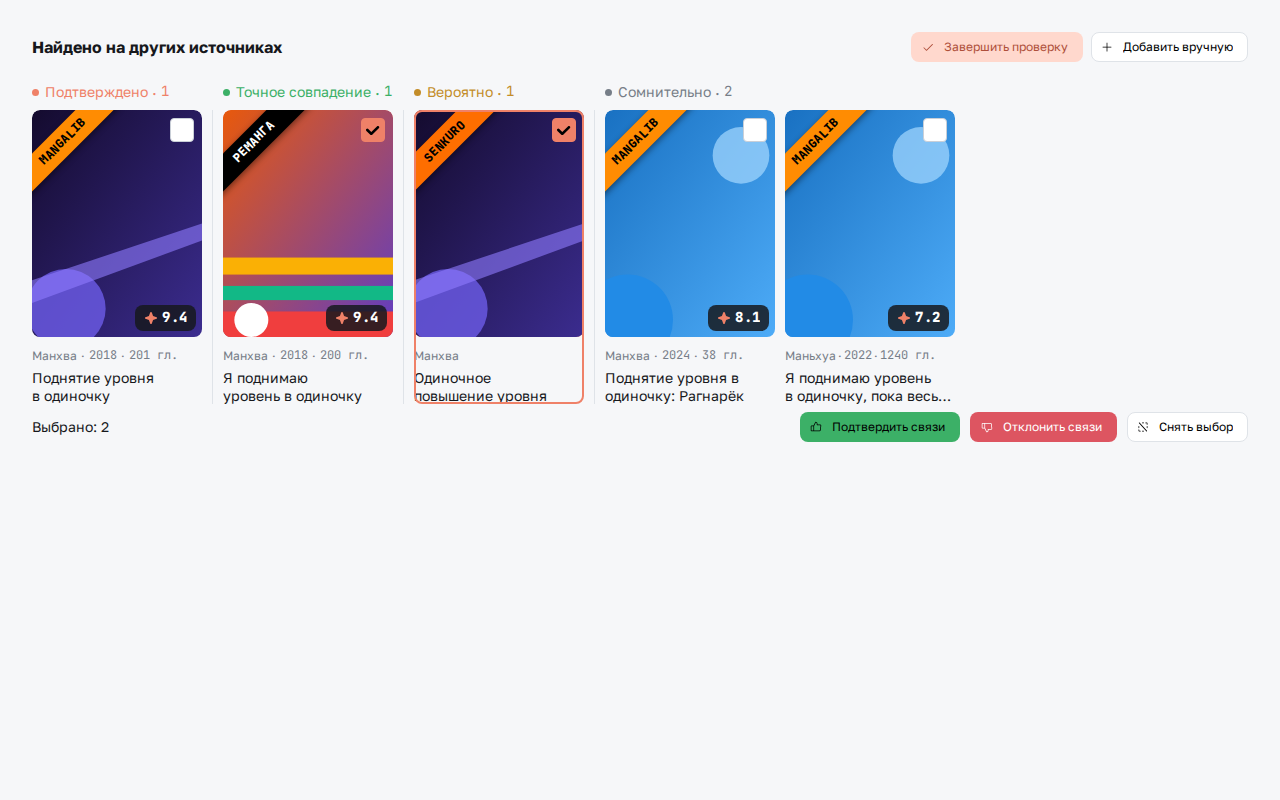 Найдено на других источниках
Завершить проверку
Добавить вручную
Подтверждено · 1
Точное совпадение · 1
Вероятно · 1
Сомнительно · 2
MANGALIB
9.4
Манхва · 2018 · 201 гл.
Поднятие уровня
в одиночку
РЕМАНГА
9.4
Манхва · 2018 · 200 гл.
Я поднимаю
уровень в одиночку
SENKURO
Манхва
Одиночное
повышение уровня
MANGALIB
8.1
Манхва · 2024 · 38 гл.
Поднятие уровня в
одиночку: Рагнарёк
MANGALIB
7.2
Маньхуа · 2022 · 1240 гл.
Я поднимаю уровень
в одиночку, пока весь...
Выбрано: 2
Подтвердить связи
Отклонить связи
Снять выбор